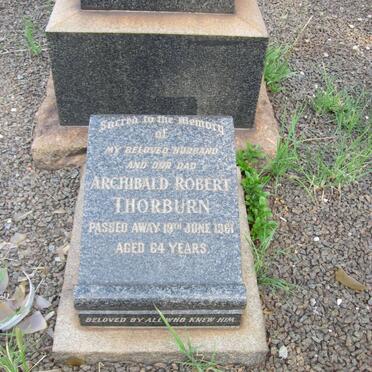 Sacred to the Memory
of
MY BELOVED HUSBAND
AND OUR DAD
ARCHIBALD ROBERT
THORBURN
PASSED AWAY 19TH JUNE 1961
AGED 64 YEARS.
BELOVED BY ALL WHO KNEW HIM.